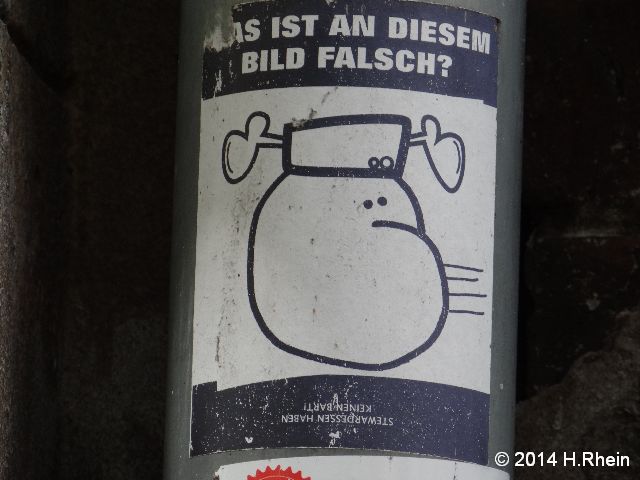 AS IST AN DIESEM
BILD FALSCH?
STEWARDESSEN HABEN
KEINEN BART!
© 2014 H.Rhein